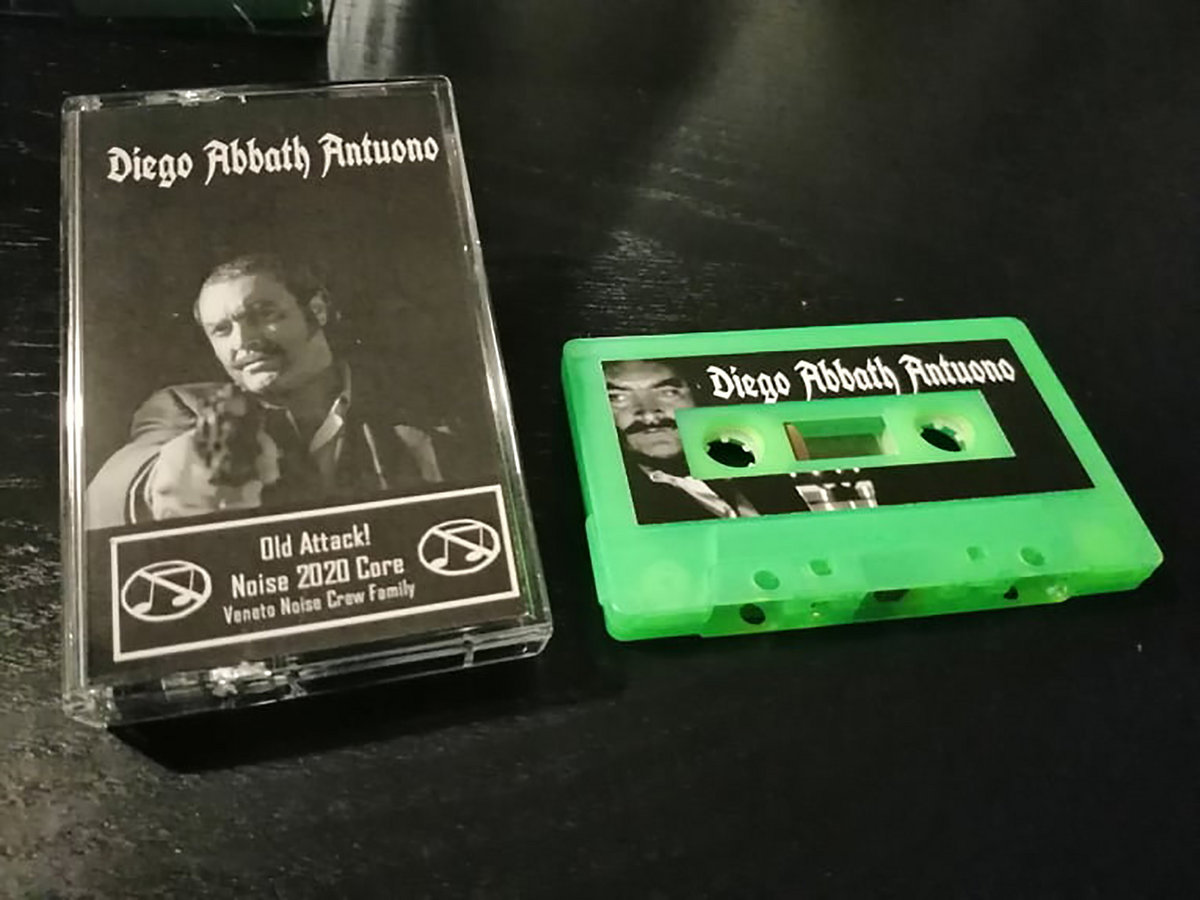 Diego Abbath Antuono
Old Attack!
Noise 2020 Core
Veneto Noise Crew Family
Diego Abbath Antuono